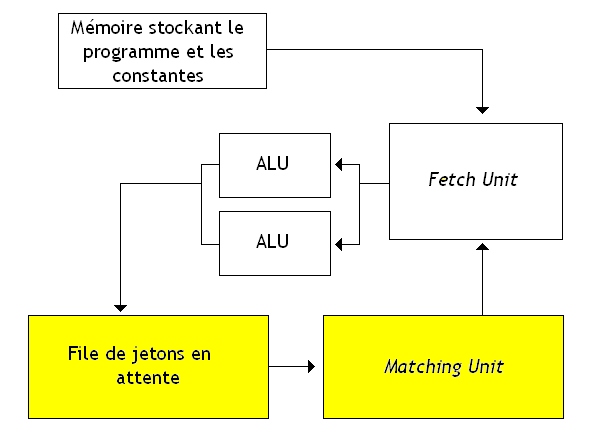 Mémoire stockant le
programme et les
constantes
ALU
Fetch Unit
ALU
File de jetons en
attente
Matching Unit